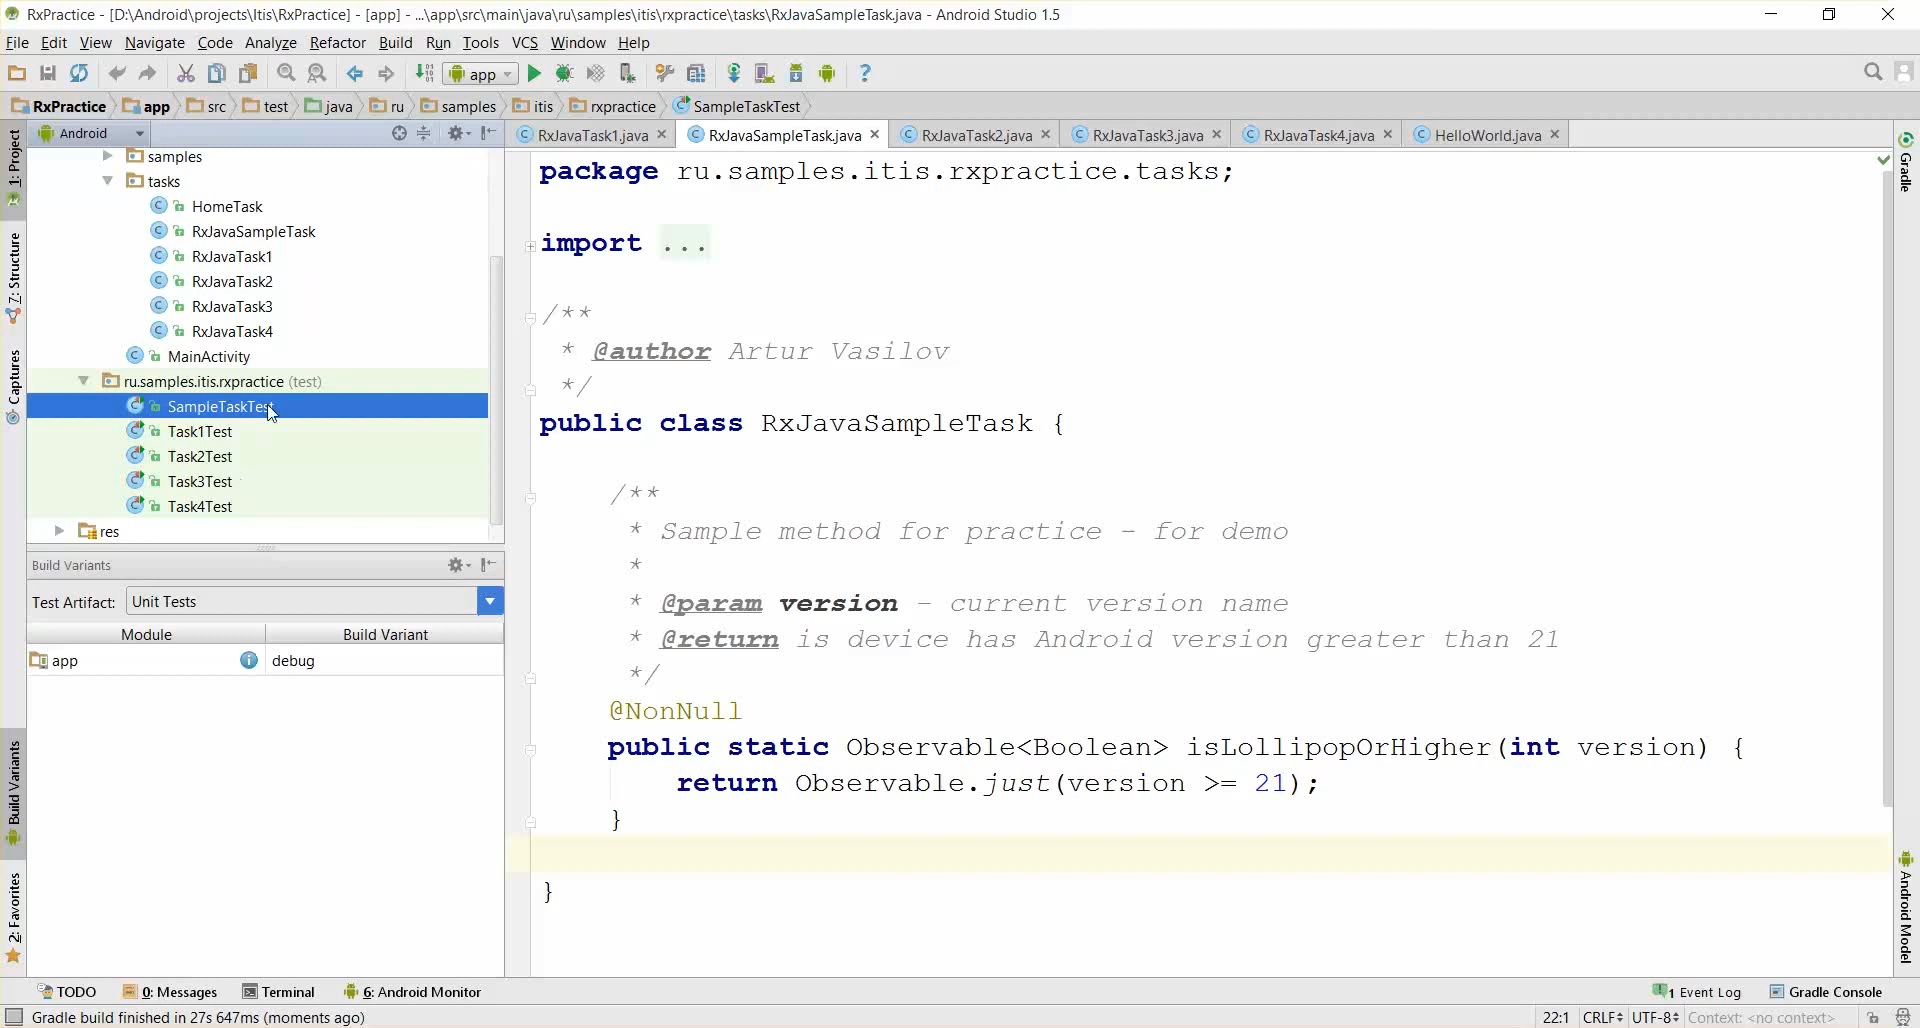 RxPractice - [D:\Android\projects\Itis\RxPractice] - [app] - ...\app\src\main\java\ru\samples\itis\rxpractice\tasks\RxJavaSampleTask.java - Android Studio 1.5
File Edit View Navigate Code Analyze Refactor Build Run Tools VCS Window Help
app
RxPractice app src test java ru samples itis rxpractice SampleTaskTest
1: Project
7: Structure
Captures
Build Variants
2: Favorites
Android
samples
tasks
HomeTask
RxJavaSampleTask
RxJavaTask1
RxJavaTask2
RxJavaTask3
RxJavaTask4
MainActivity
ru.samples.itis.rxpractice (test)
SampleTaskTest
Task1Test
Task2Test
Task3Test
Task4Test
res
Build Variants
Test Artifact: Unit Tests
Module Build Variant
app debug
RxJavaTask1.java RxJavaSampleTask.java RxJavaTask2.java RxJavaTask3.java RxJavaTask4.java HelloWorld.java
package ru.samples.itis.rxpractice.tasks;
import ...
/**
* @author Artur Vasilov
*/
public class RxJavaSampleTask {
/**
* Sample method for practice - for demo
*
* @param version - current version name
* @return is device has Android version greater than 21
*/
@NonNull
public static Observable<Boolean> isLollipopOrHigher(int version) {
return Observable.just(version >= 21);
}
}
Gradle
Android Model
TODO 0: Messages Terminal 6: Android Monitor 1 Event Log Gradle Console
Gradle build finished in 27s 647ms (moments ago) 22:1 CRLF UTF-8 Context: <no context>